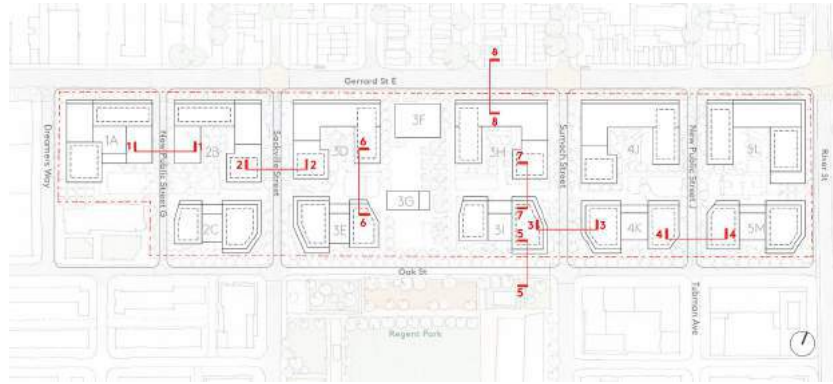 8
Gerrard St E
8
3F
1A
1
1
2B
3D
6
3H
7
4J
5L
2
2
Dreamers Way
New Public Street G
Sackville Street
Sumach Street
New Public Street J
River St
3G
7
2C
3E
6
3I
3
3
4K
4
4
5M
5
Oak St
5
Regent Park
Tubman Ave